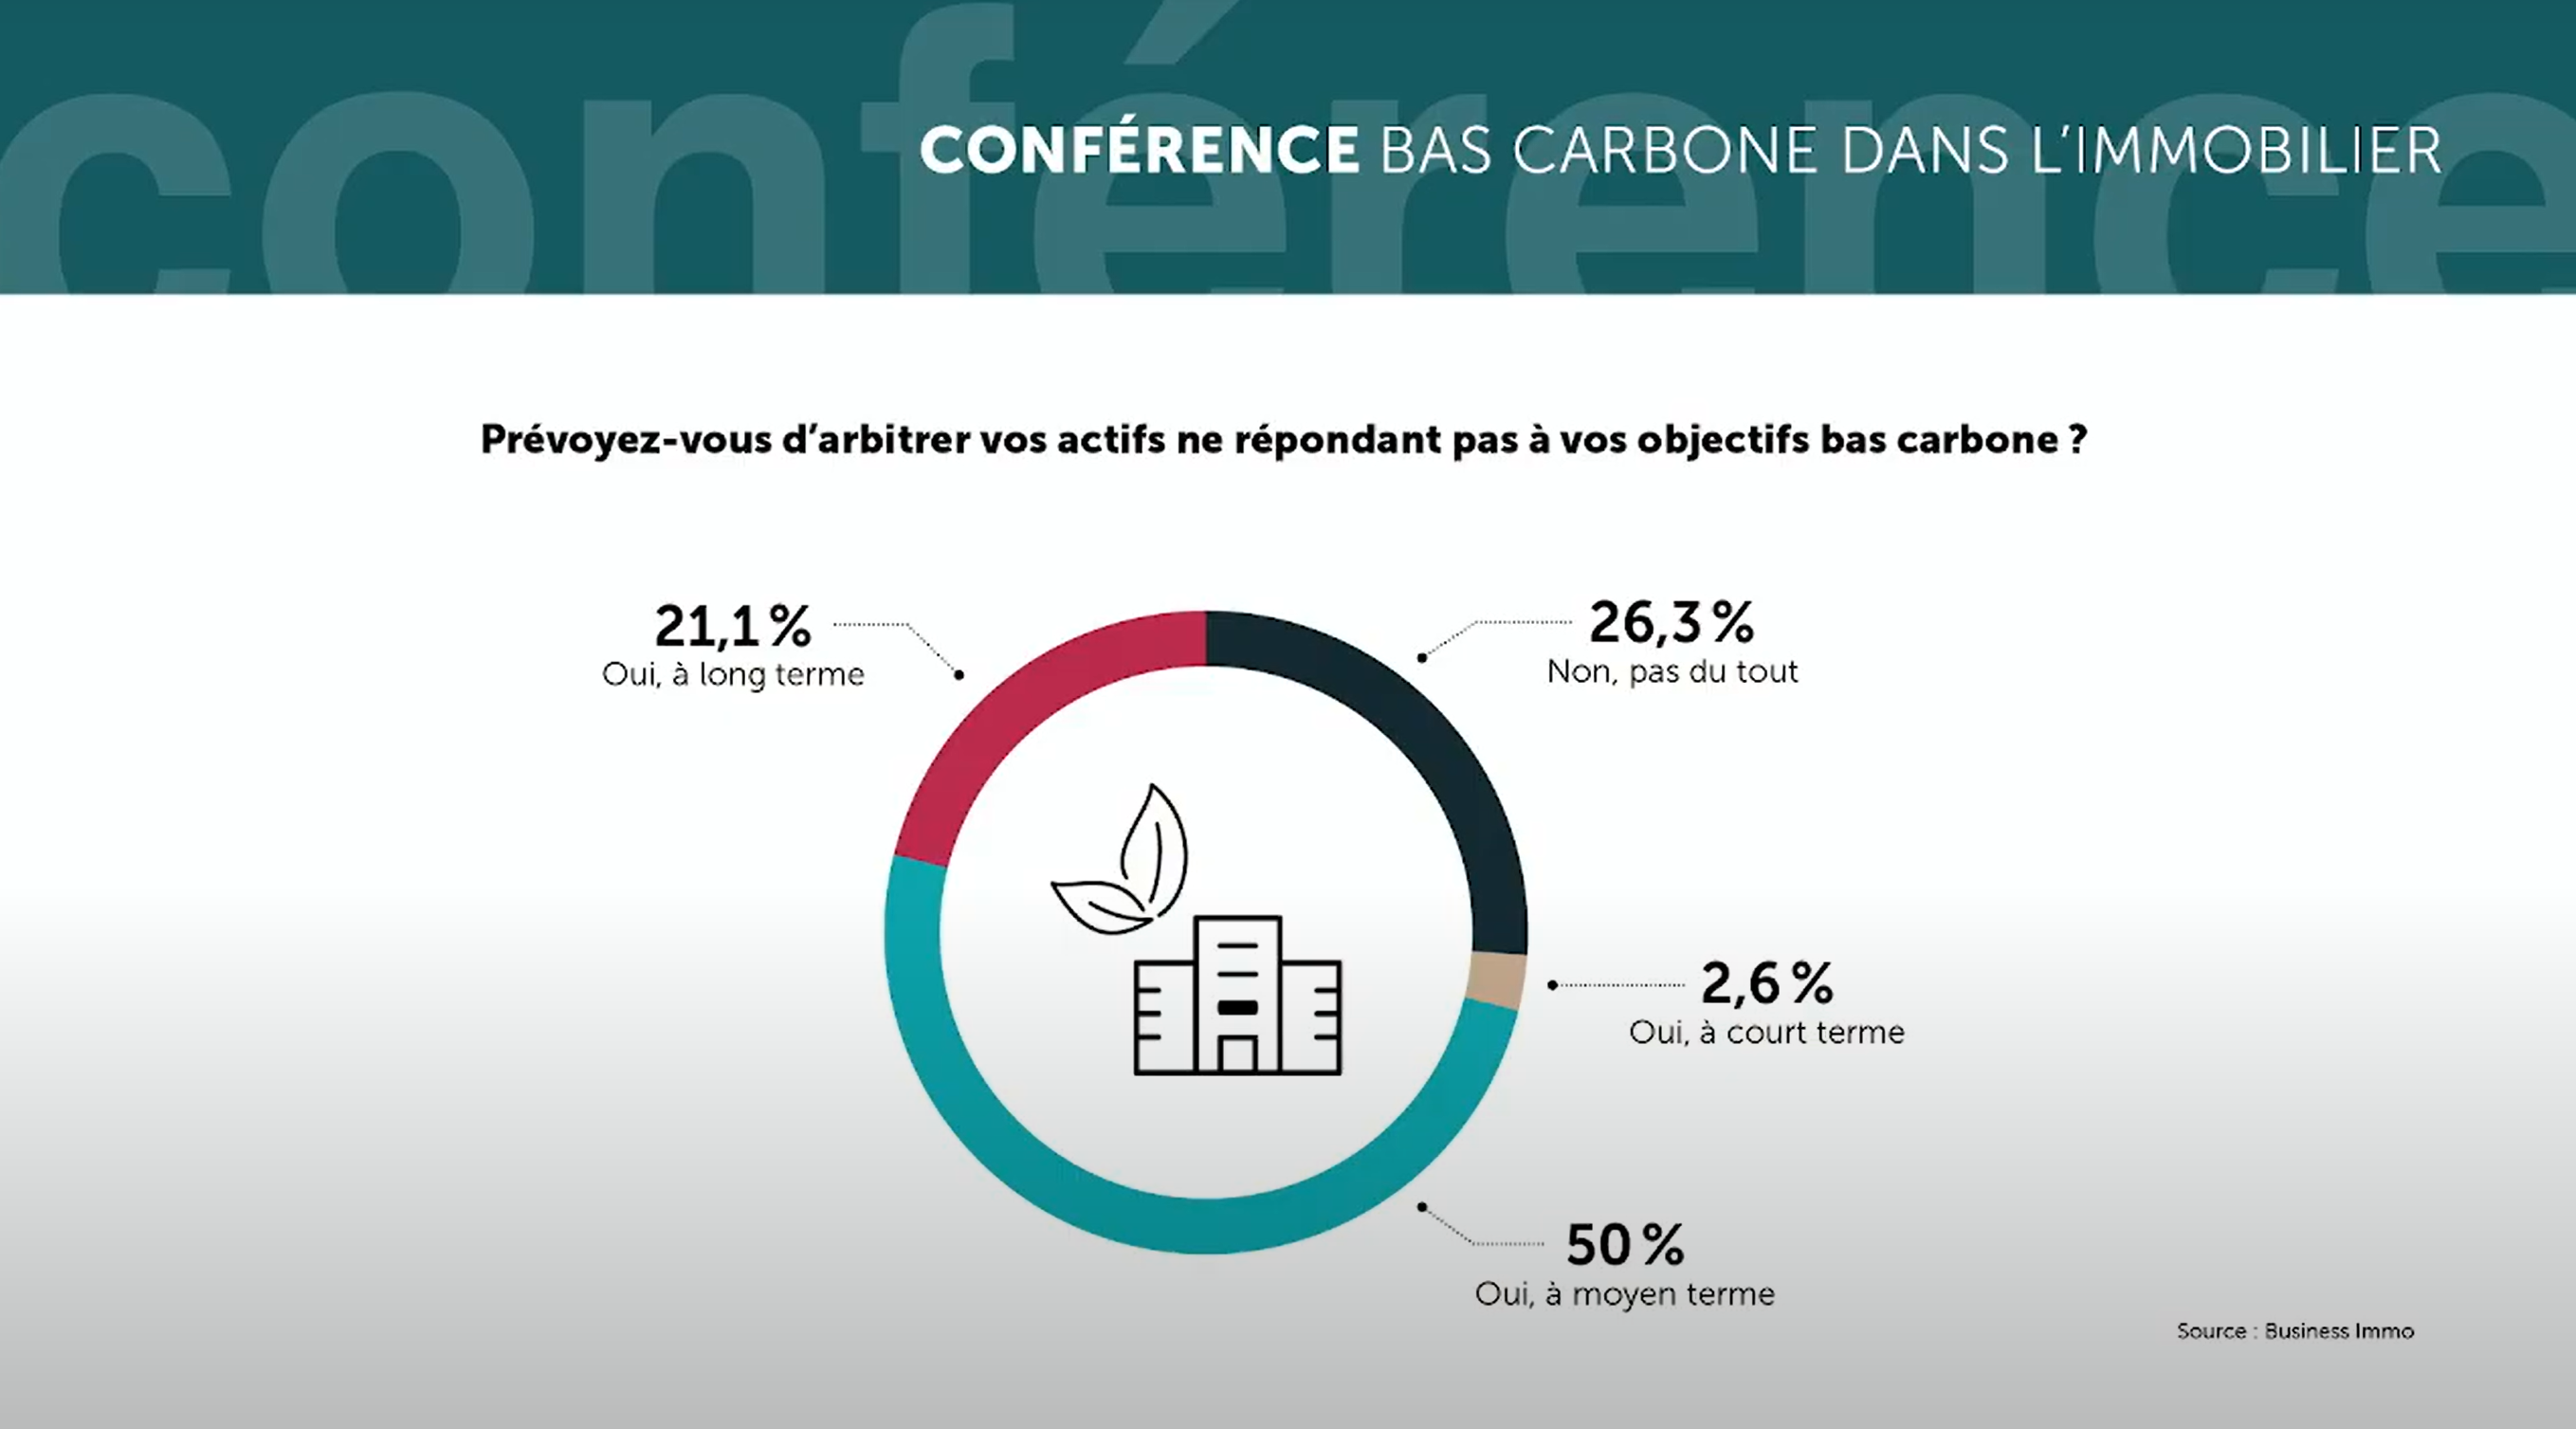 conférence
CONFÉRENCE BAS CARBONE DANS L'IMMOBILIER
Prévoyez-vous d'arbitrer vos actifs ne répondant pas à vos objectifs bas carbone ?
21,1 %
Oui, à long terme
26,3 %
Non, pas du tout
2,6 %
Oui, à court terme
50 %
Oui, à moyen terme
Source : Business Immo